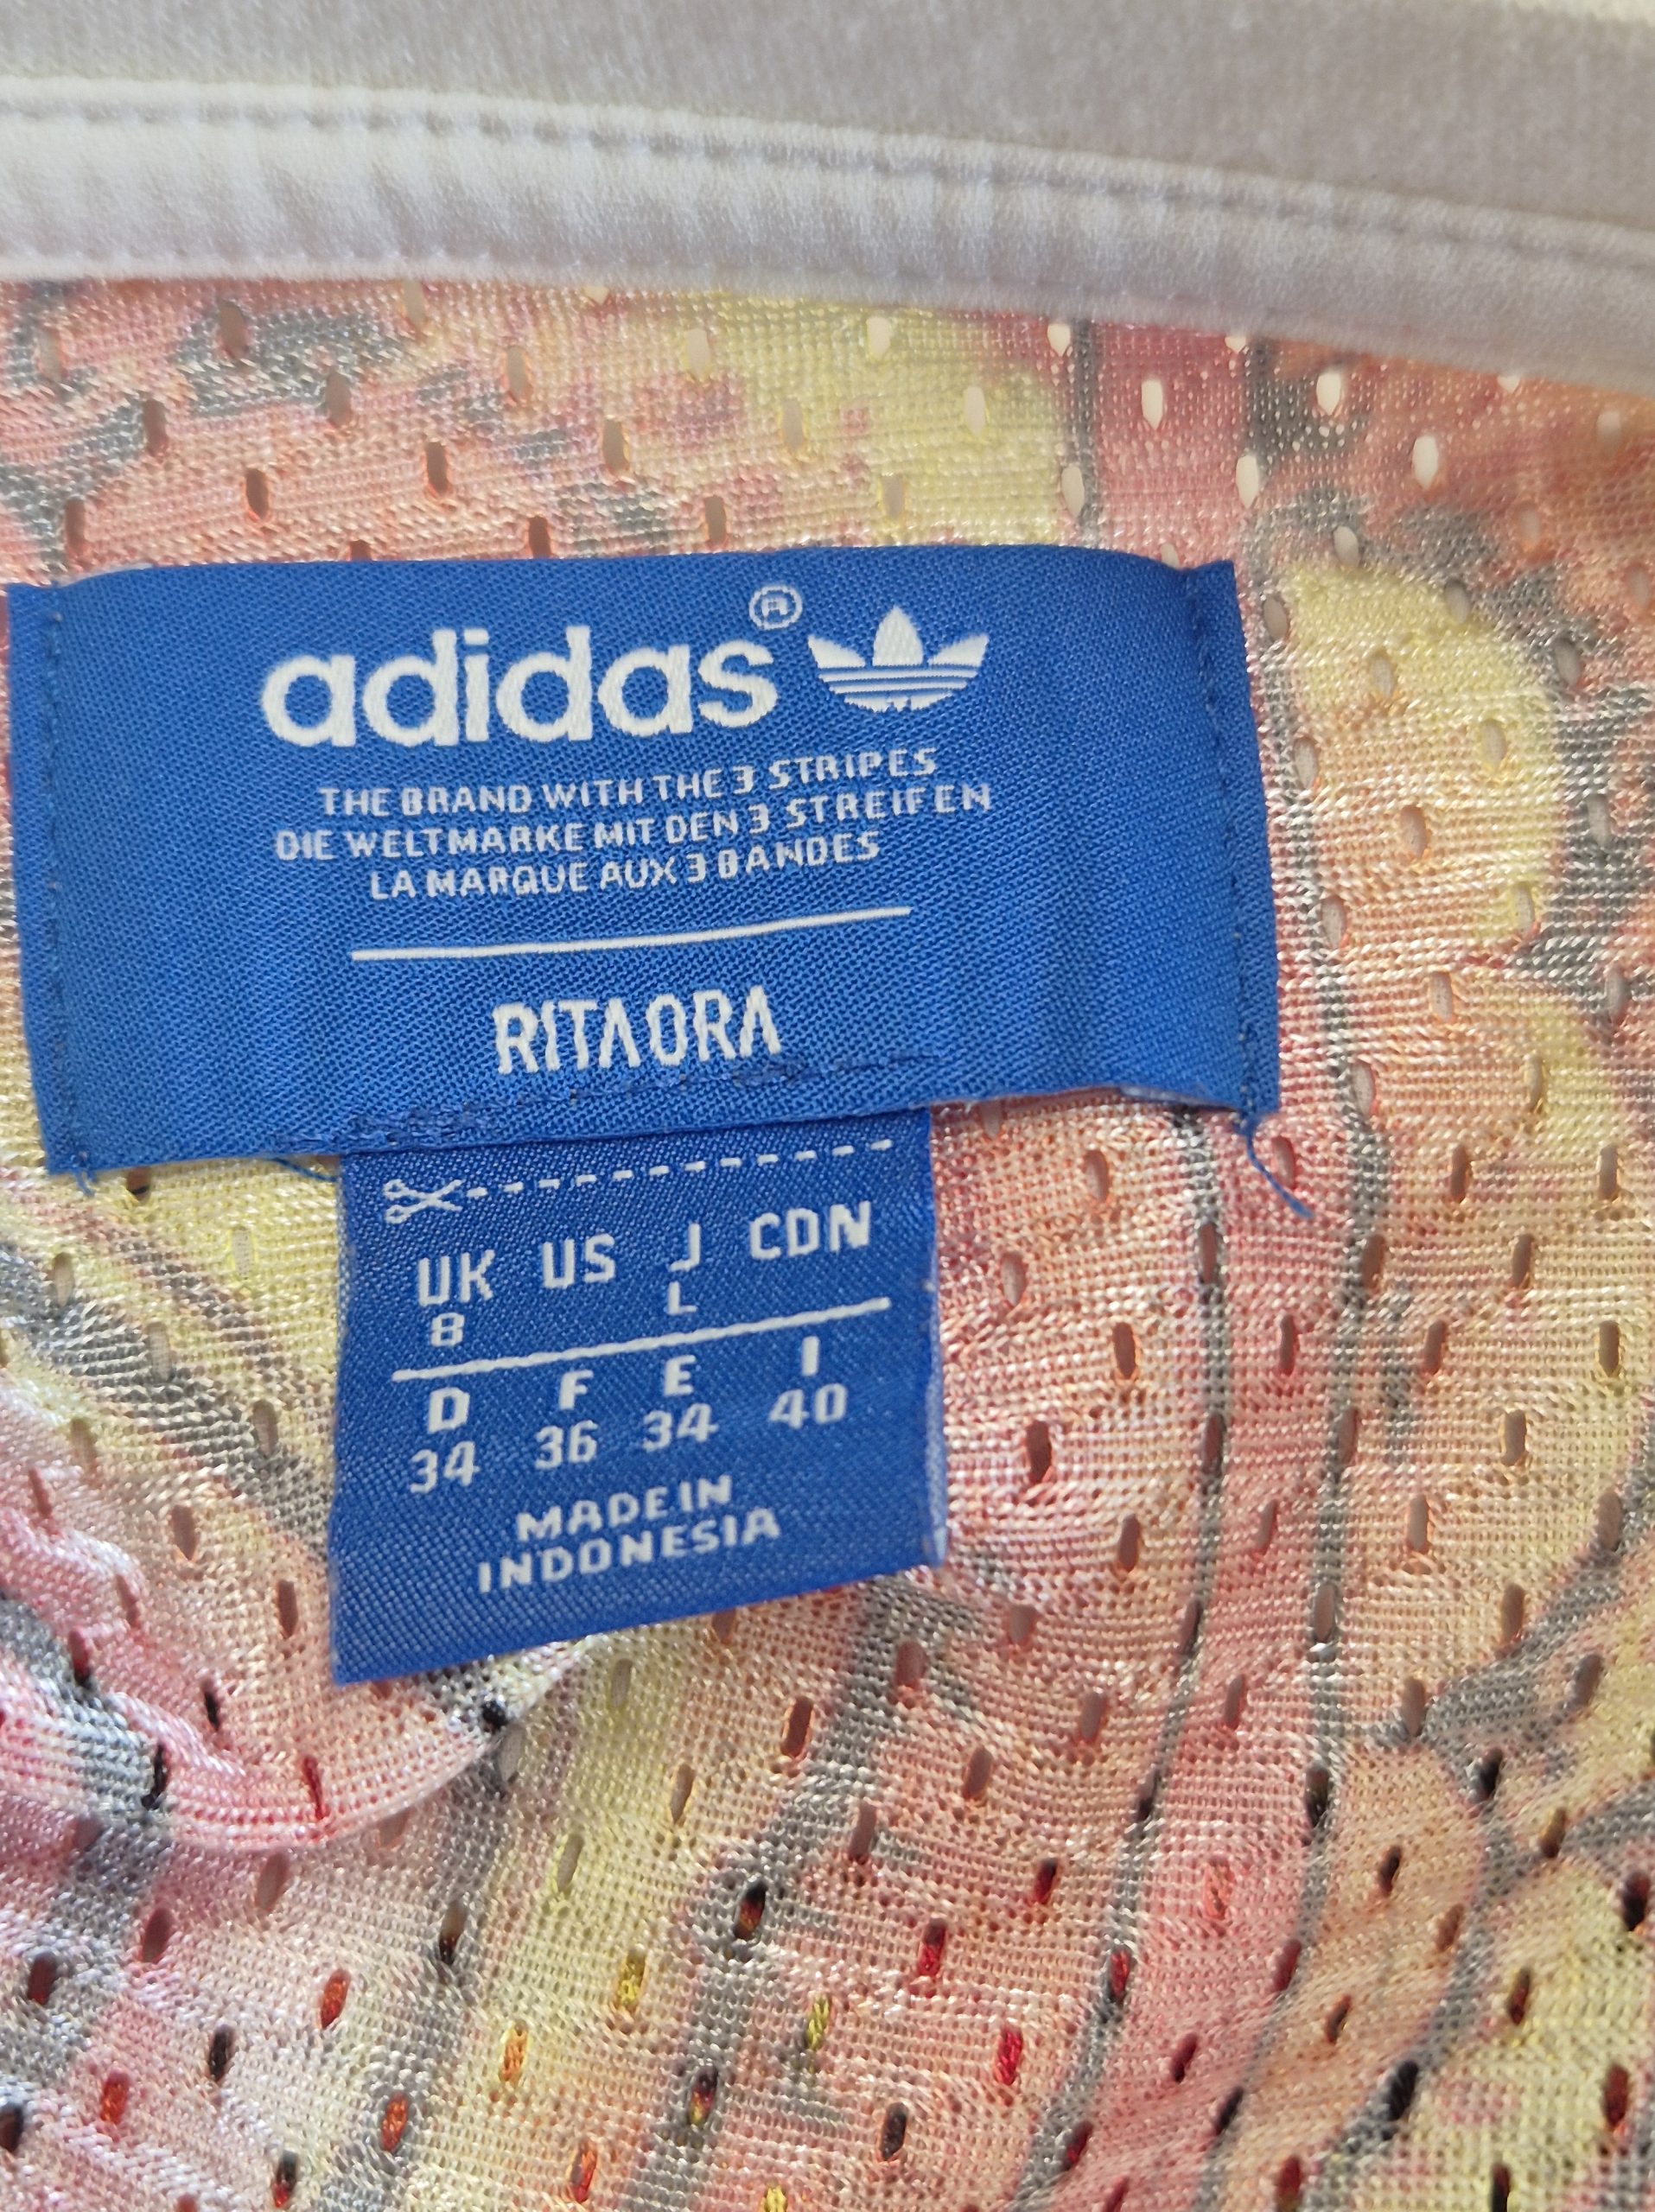 adidas®
THE BRAND WITH THE 3 STRIPES
DIE WELTMARKE MIT DEN 3 STREIFEN
LA MARQUE AUX 3 BANDES
RITA ORA
UK US J CDN
8 L
D F E I
34 36 34 40
MADE IN
INDONESIA